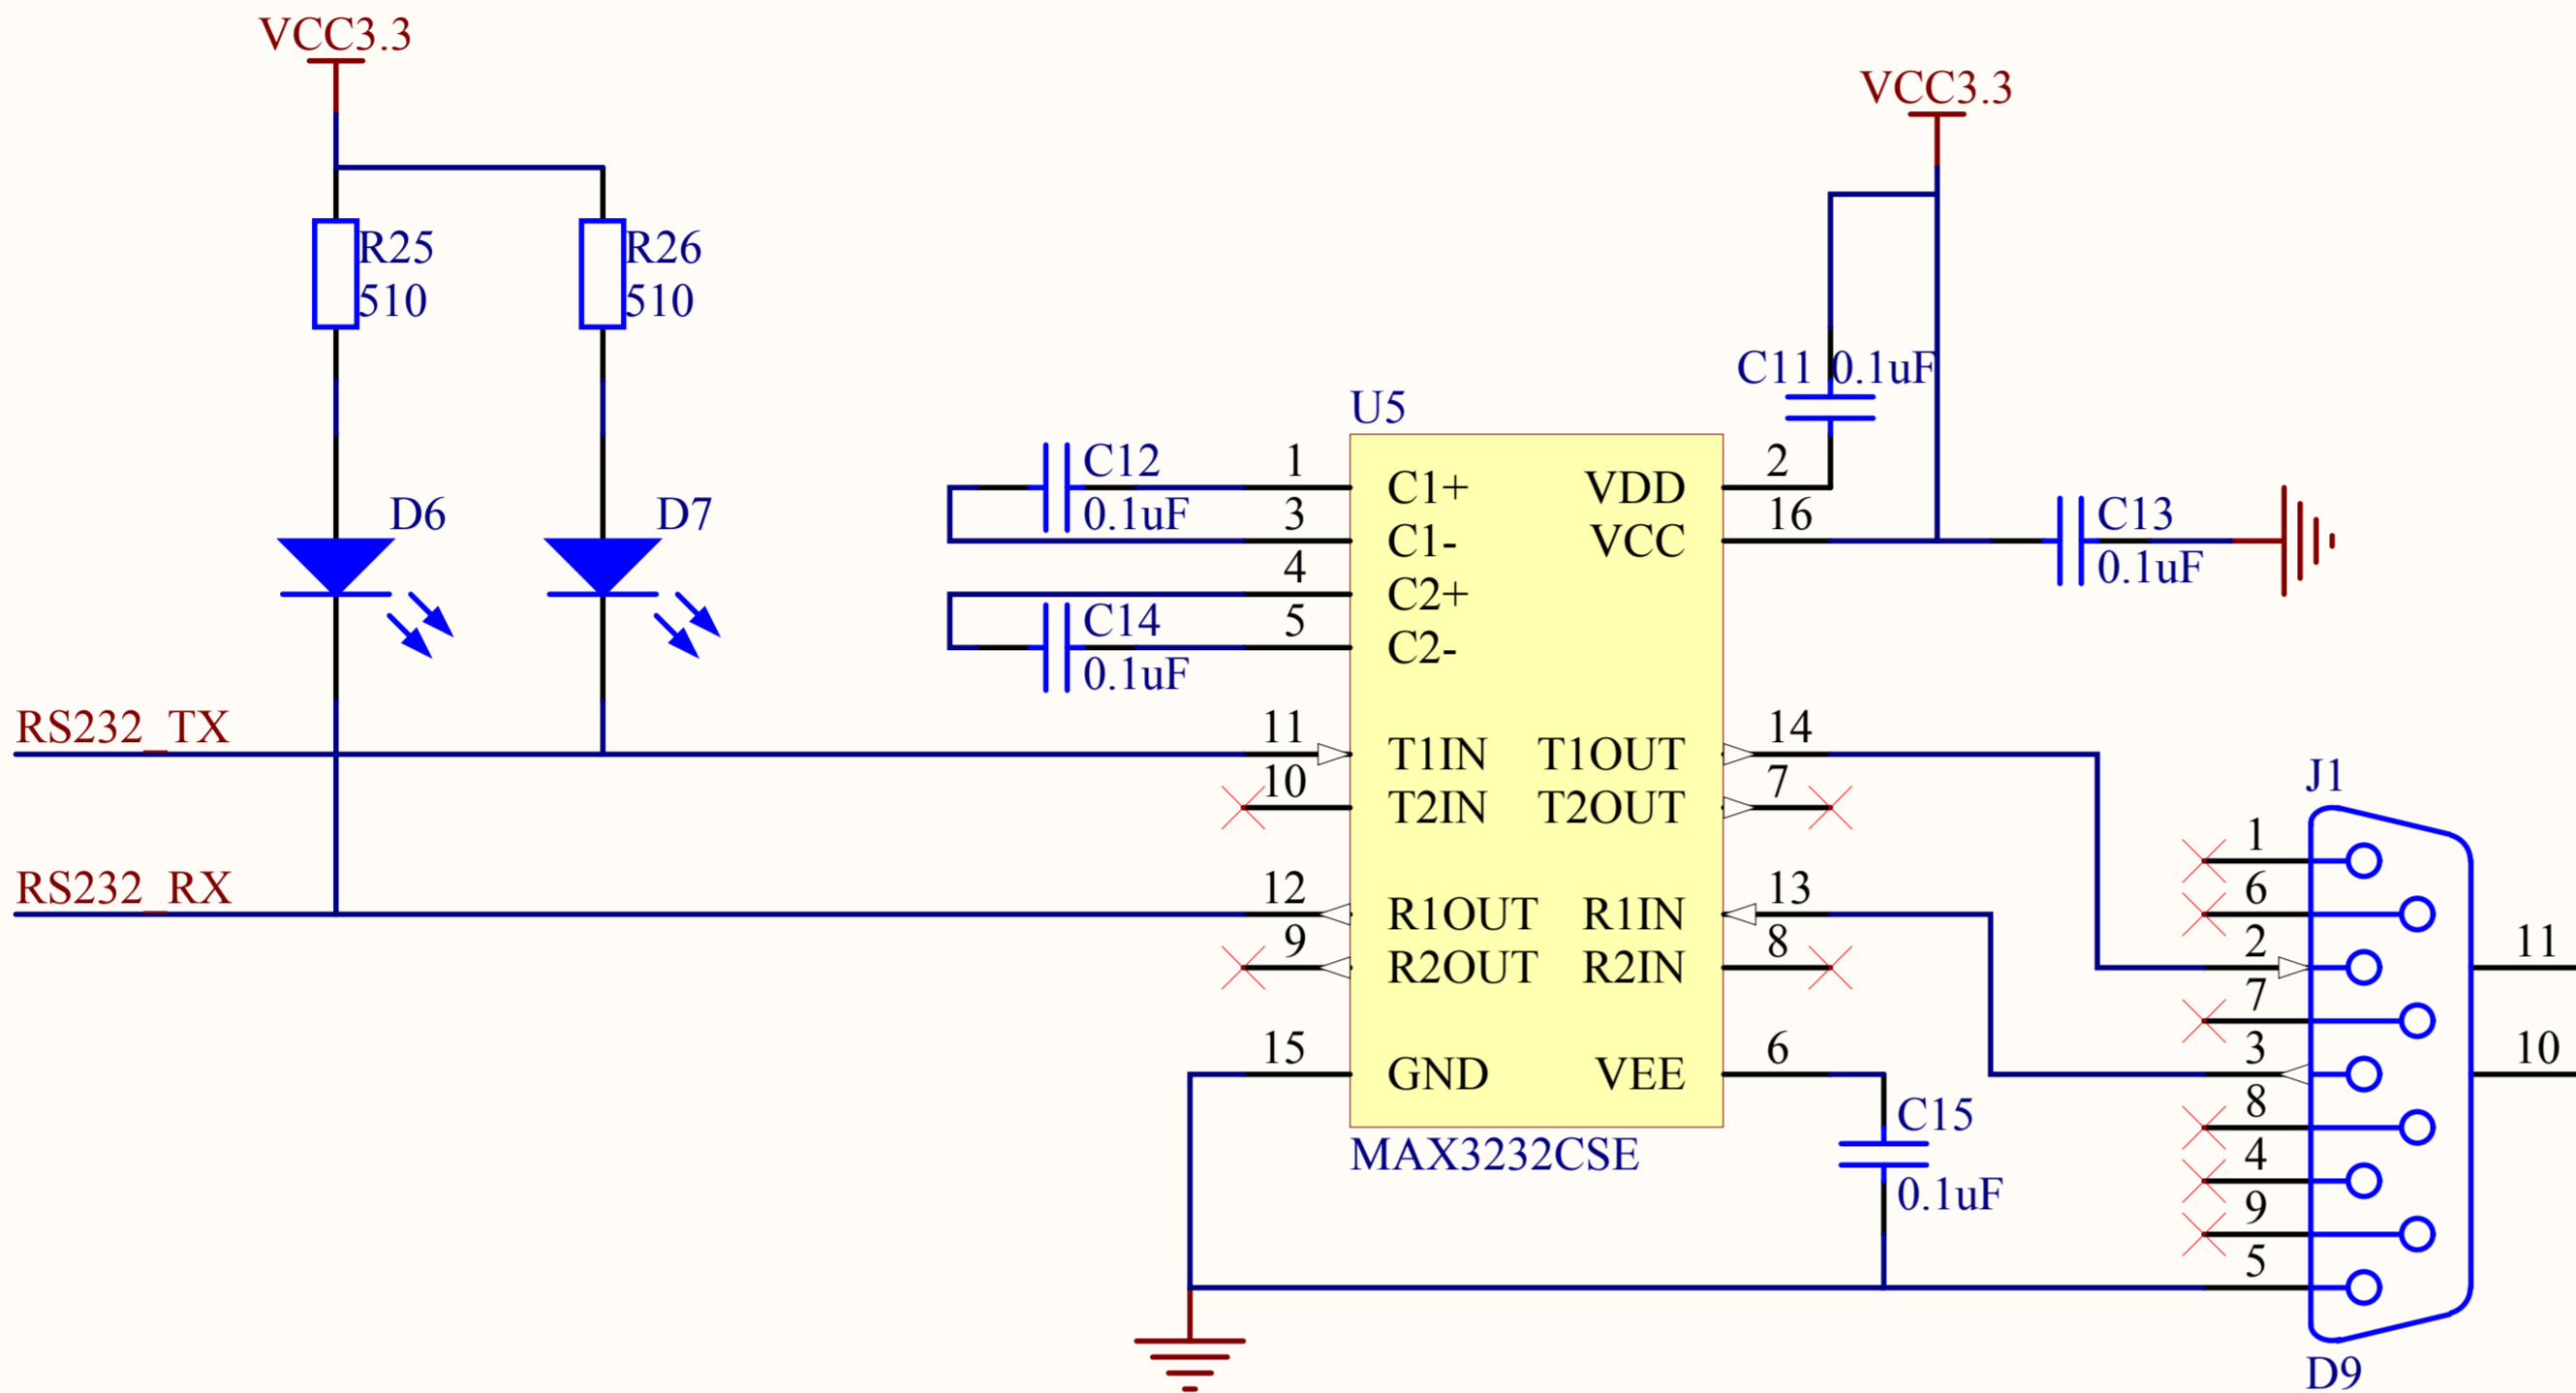 VCC3.3
VCC3.3
R25
510
R26
510
C11 0.1uF
U5
C12
0.1uF
1
3
4
5
C1+
C1-
C2+
C2-
VDD
VCC
2
16
C13
0.1uF
C14
0.1uF
D6
D7
RS232_TX
RS232_RX
11
10
12
9
15
T1IN
T2IN
R1OUT
R2OUT
GND
T1OUT
T2OUT
R1IN
R2IN
VEE
14
7
13
8
6
MAX3232CSE
C15
0.1uF
J1
1
6
2
7
3
8
4
9
5
11
10
D9